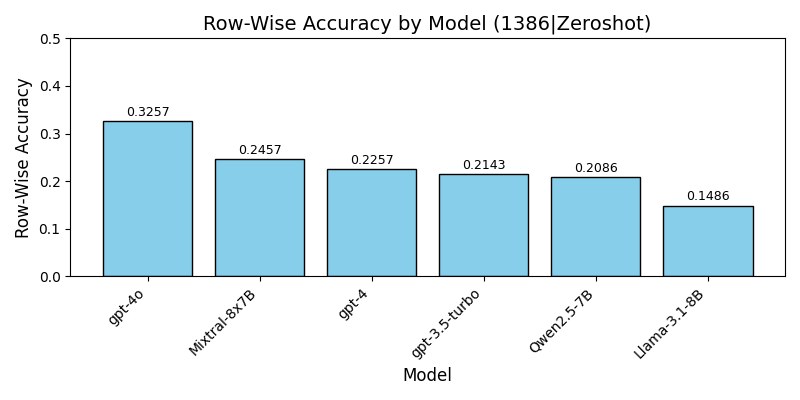 Row-Wise Accuracy by Model (1386|Zeroshot)
Row-Wise Accuracy
0.5
0.4
0.3
0.2
0.1
0.0
0.3257
0.2457
0.2257
0.2143
0.2086
0.1486
gpt-4o
Mixtral-8x7B
gpt-4
gpt-3.5-turbo
Qwen2.5-7B
Llama-3.1-8B
Model